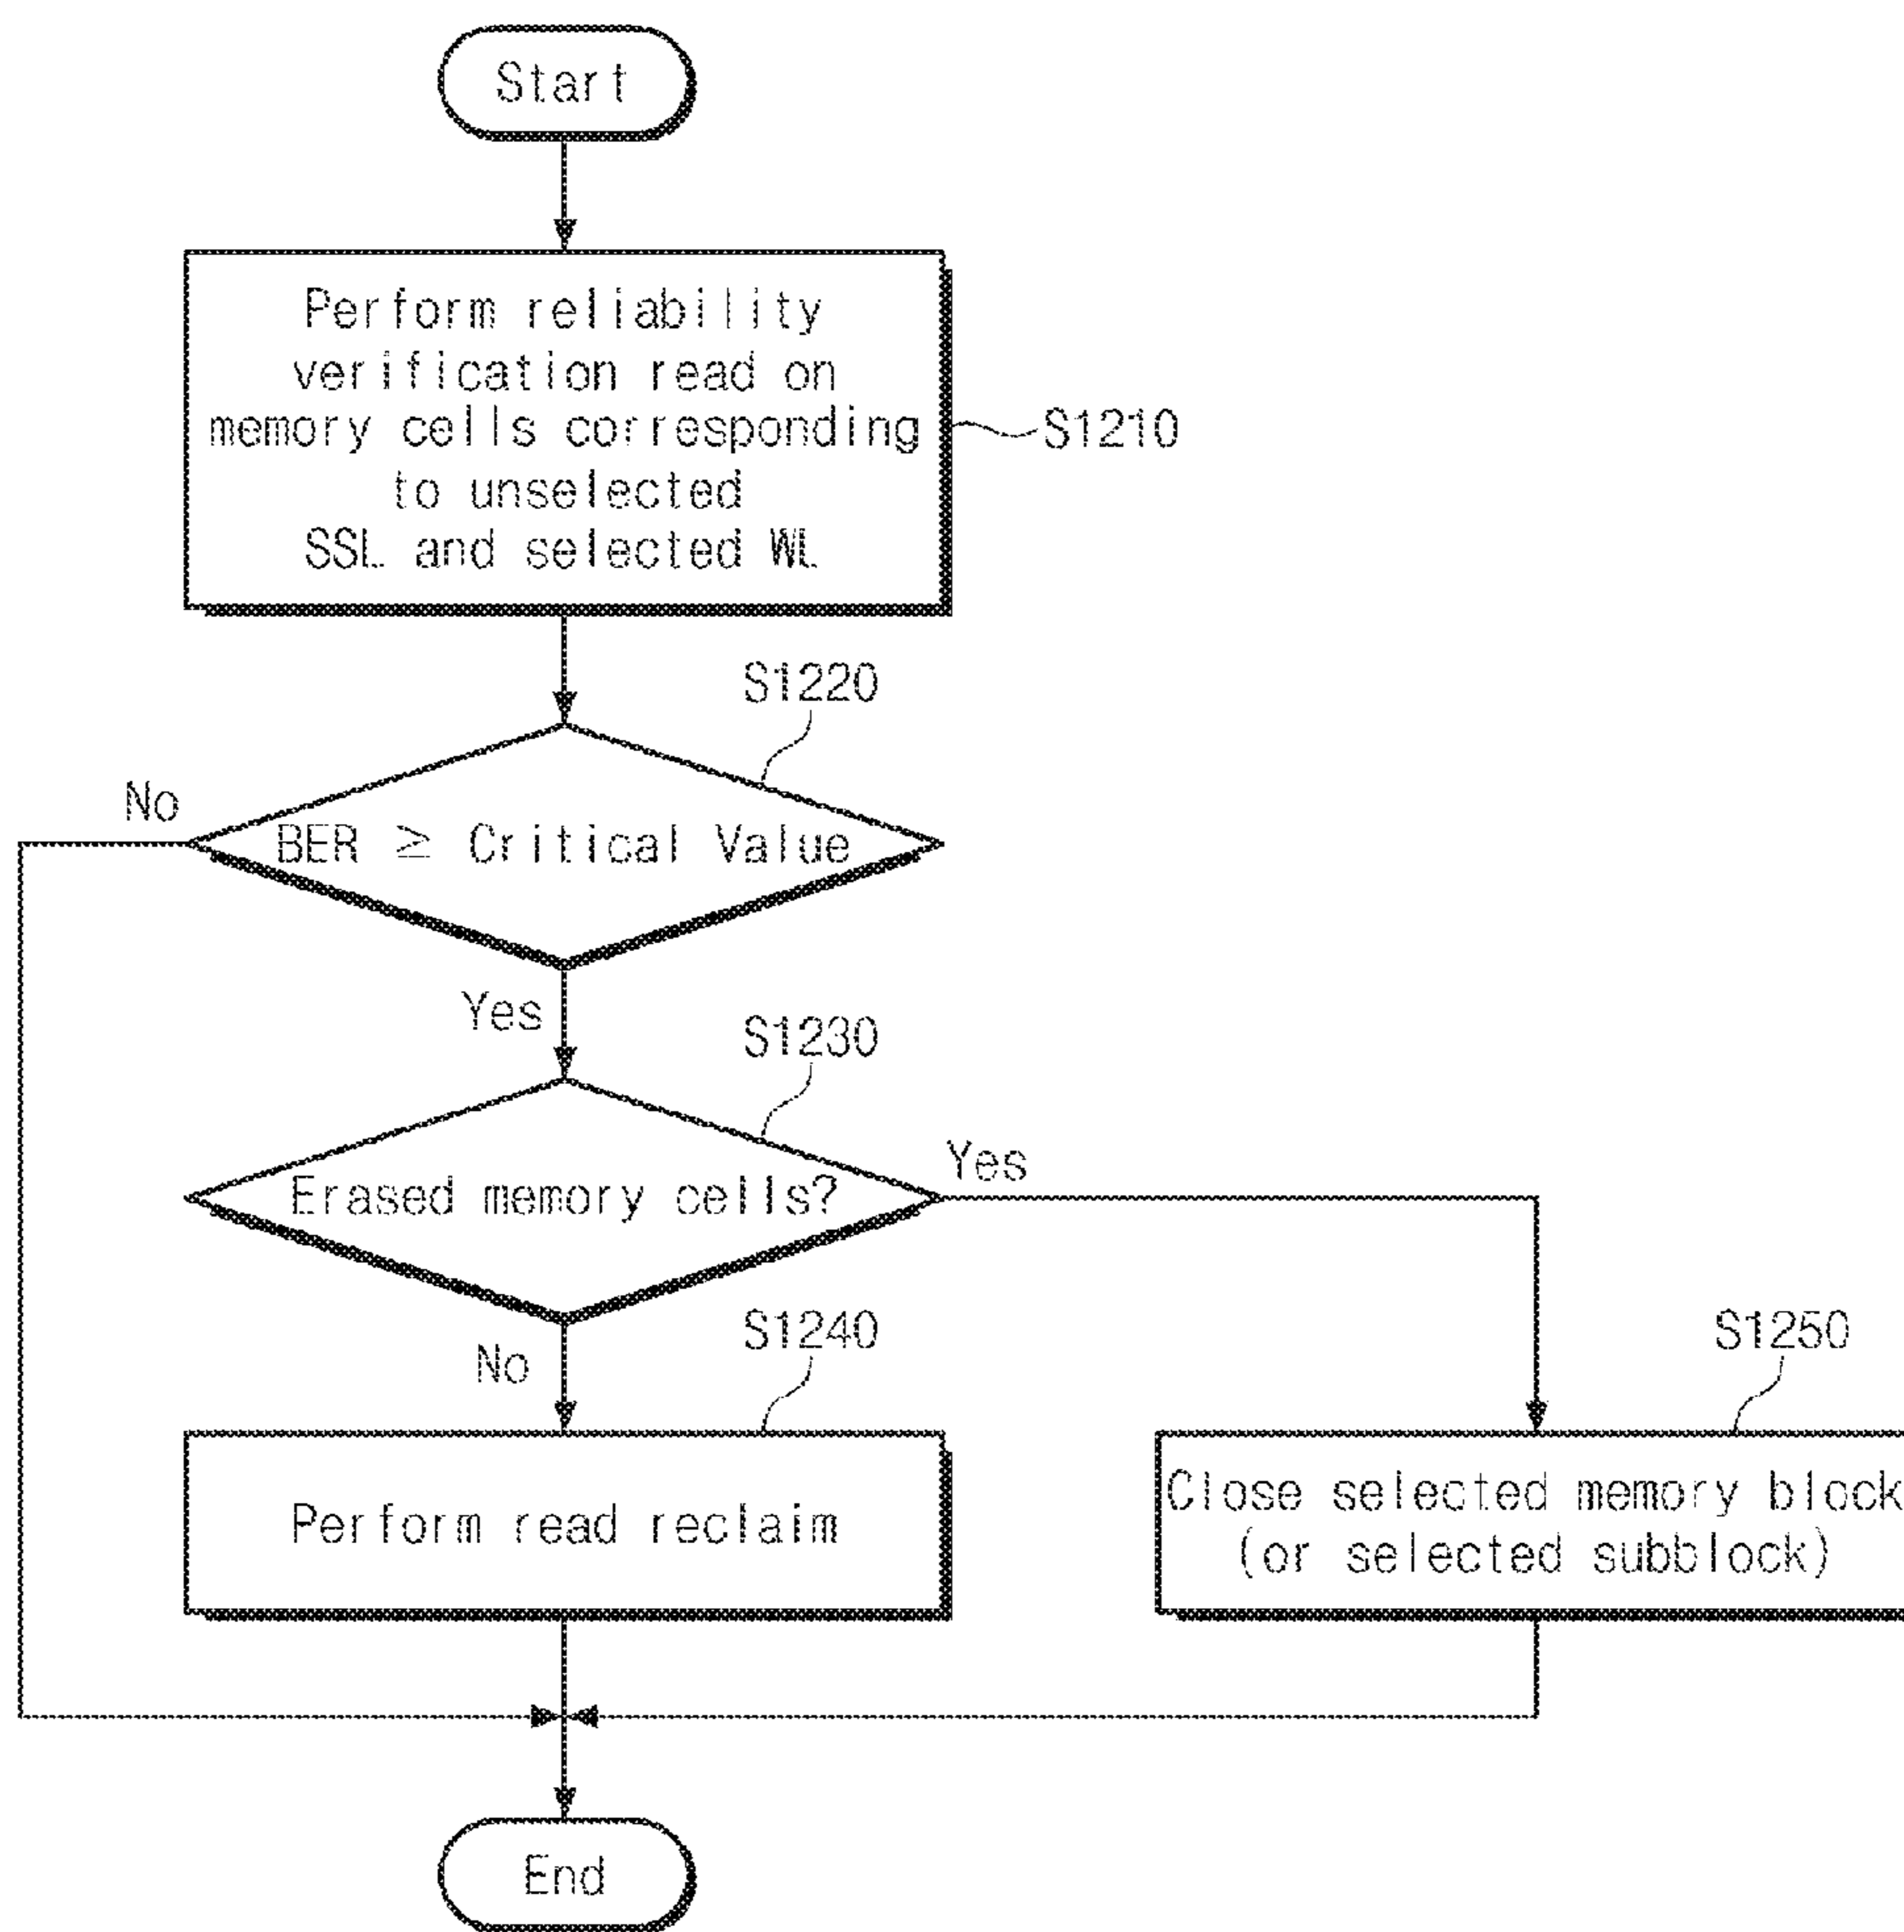 Start
Perform reliability
verification read on
memory cells corresponding
to unselected
SSL and selected WL
S1210
S1220
No
BER ≥ Critical Value
Yes
S1230
Erased memory cells?
Yes
No
S1240
S1250
Perform read reclaim
Close selected memory block
(or selected subblock)
End